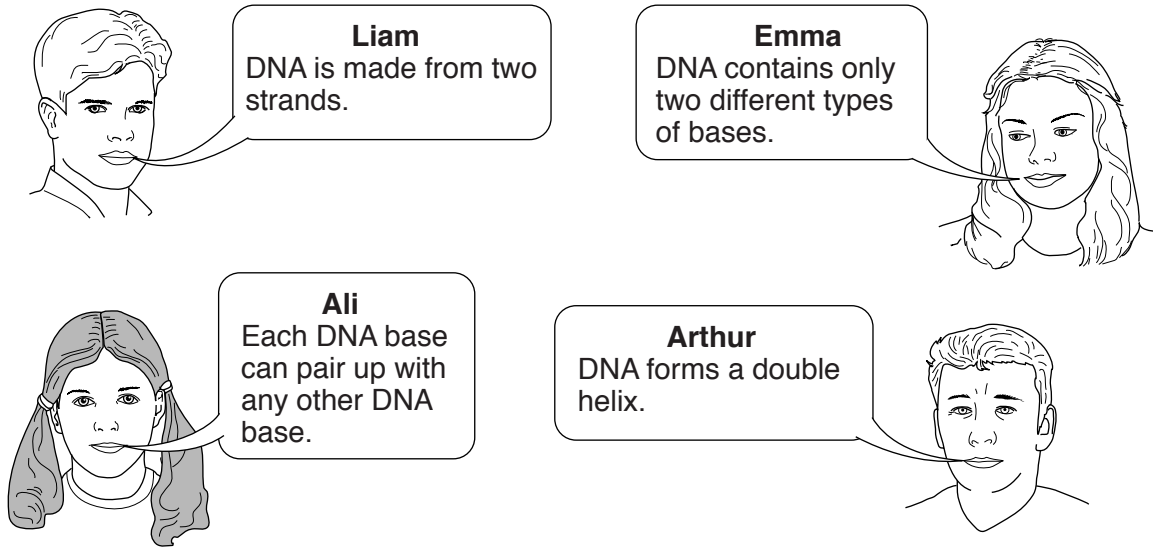 Liam
DNA is made from two
strands.
Emma
DNA contains only
two different types
of bases.
Ali
Each DNA base
can pair up with
any other DNA
base.
Arthur
DNA forms a double
helix.